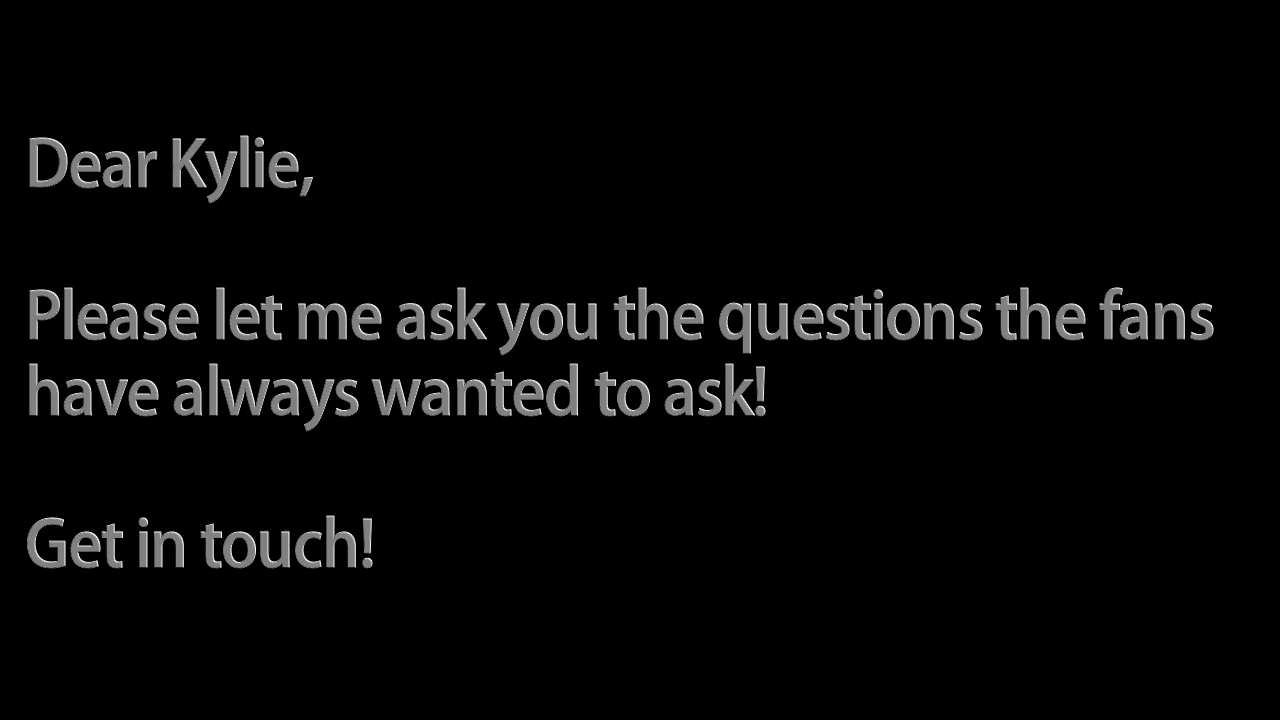 Dear Kylie,
Please let me ask you the questions the fans
have always wanted to ask!
Get in touch!